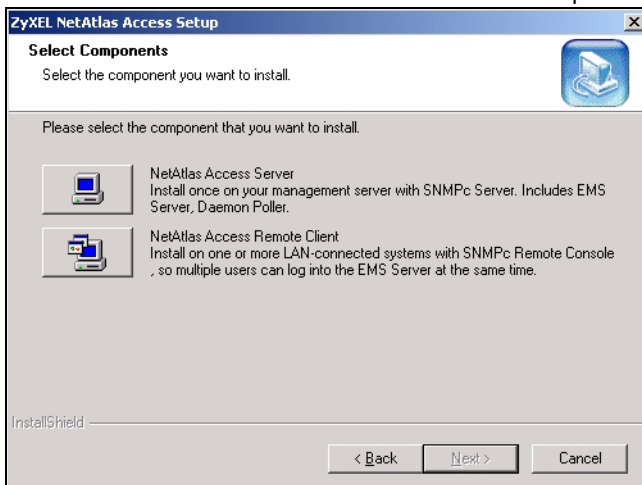 ZyXEL NetAtlas Access Setup
Select Components
Select the component you want to install.
Please select the component that you want to install.
NetAtlas Access Server
Install once on your management server with SNMPc Server. Includes EMS
Server, Daemon Poller.
NetAtlas Access Remote Client
Install on one or more LAN-connected systems with SNMPc Remote Console
, so multiple users can log into the EMS Server at the same time.
InstallShield
< Back Next > Cancel